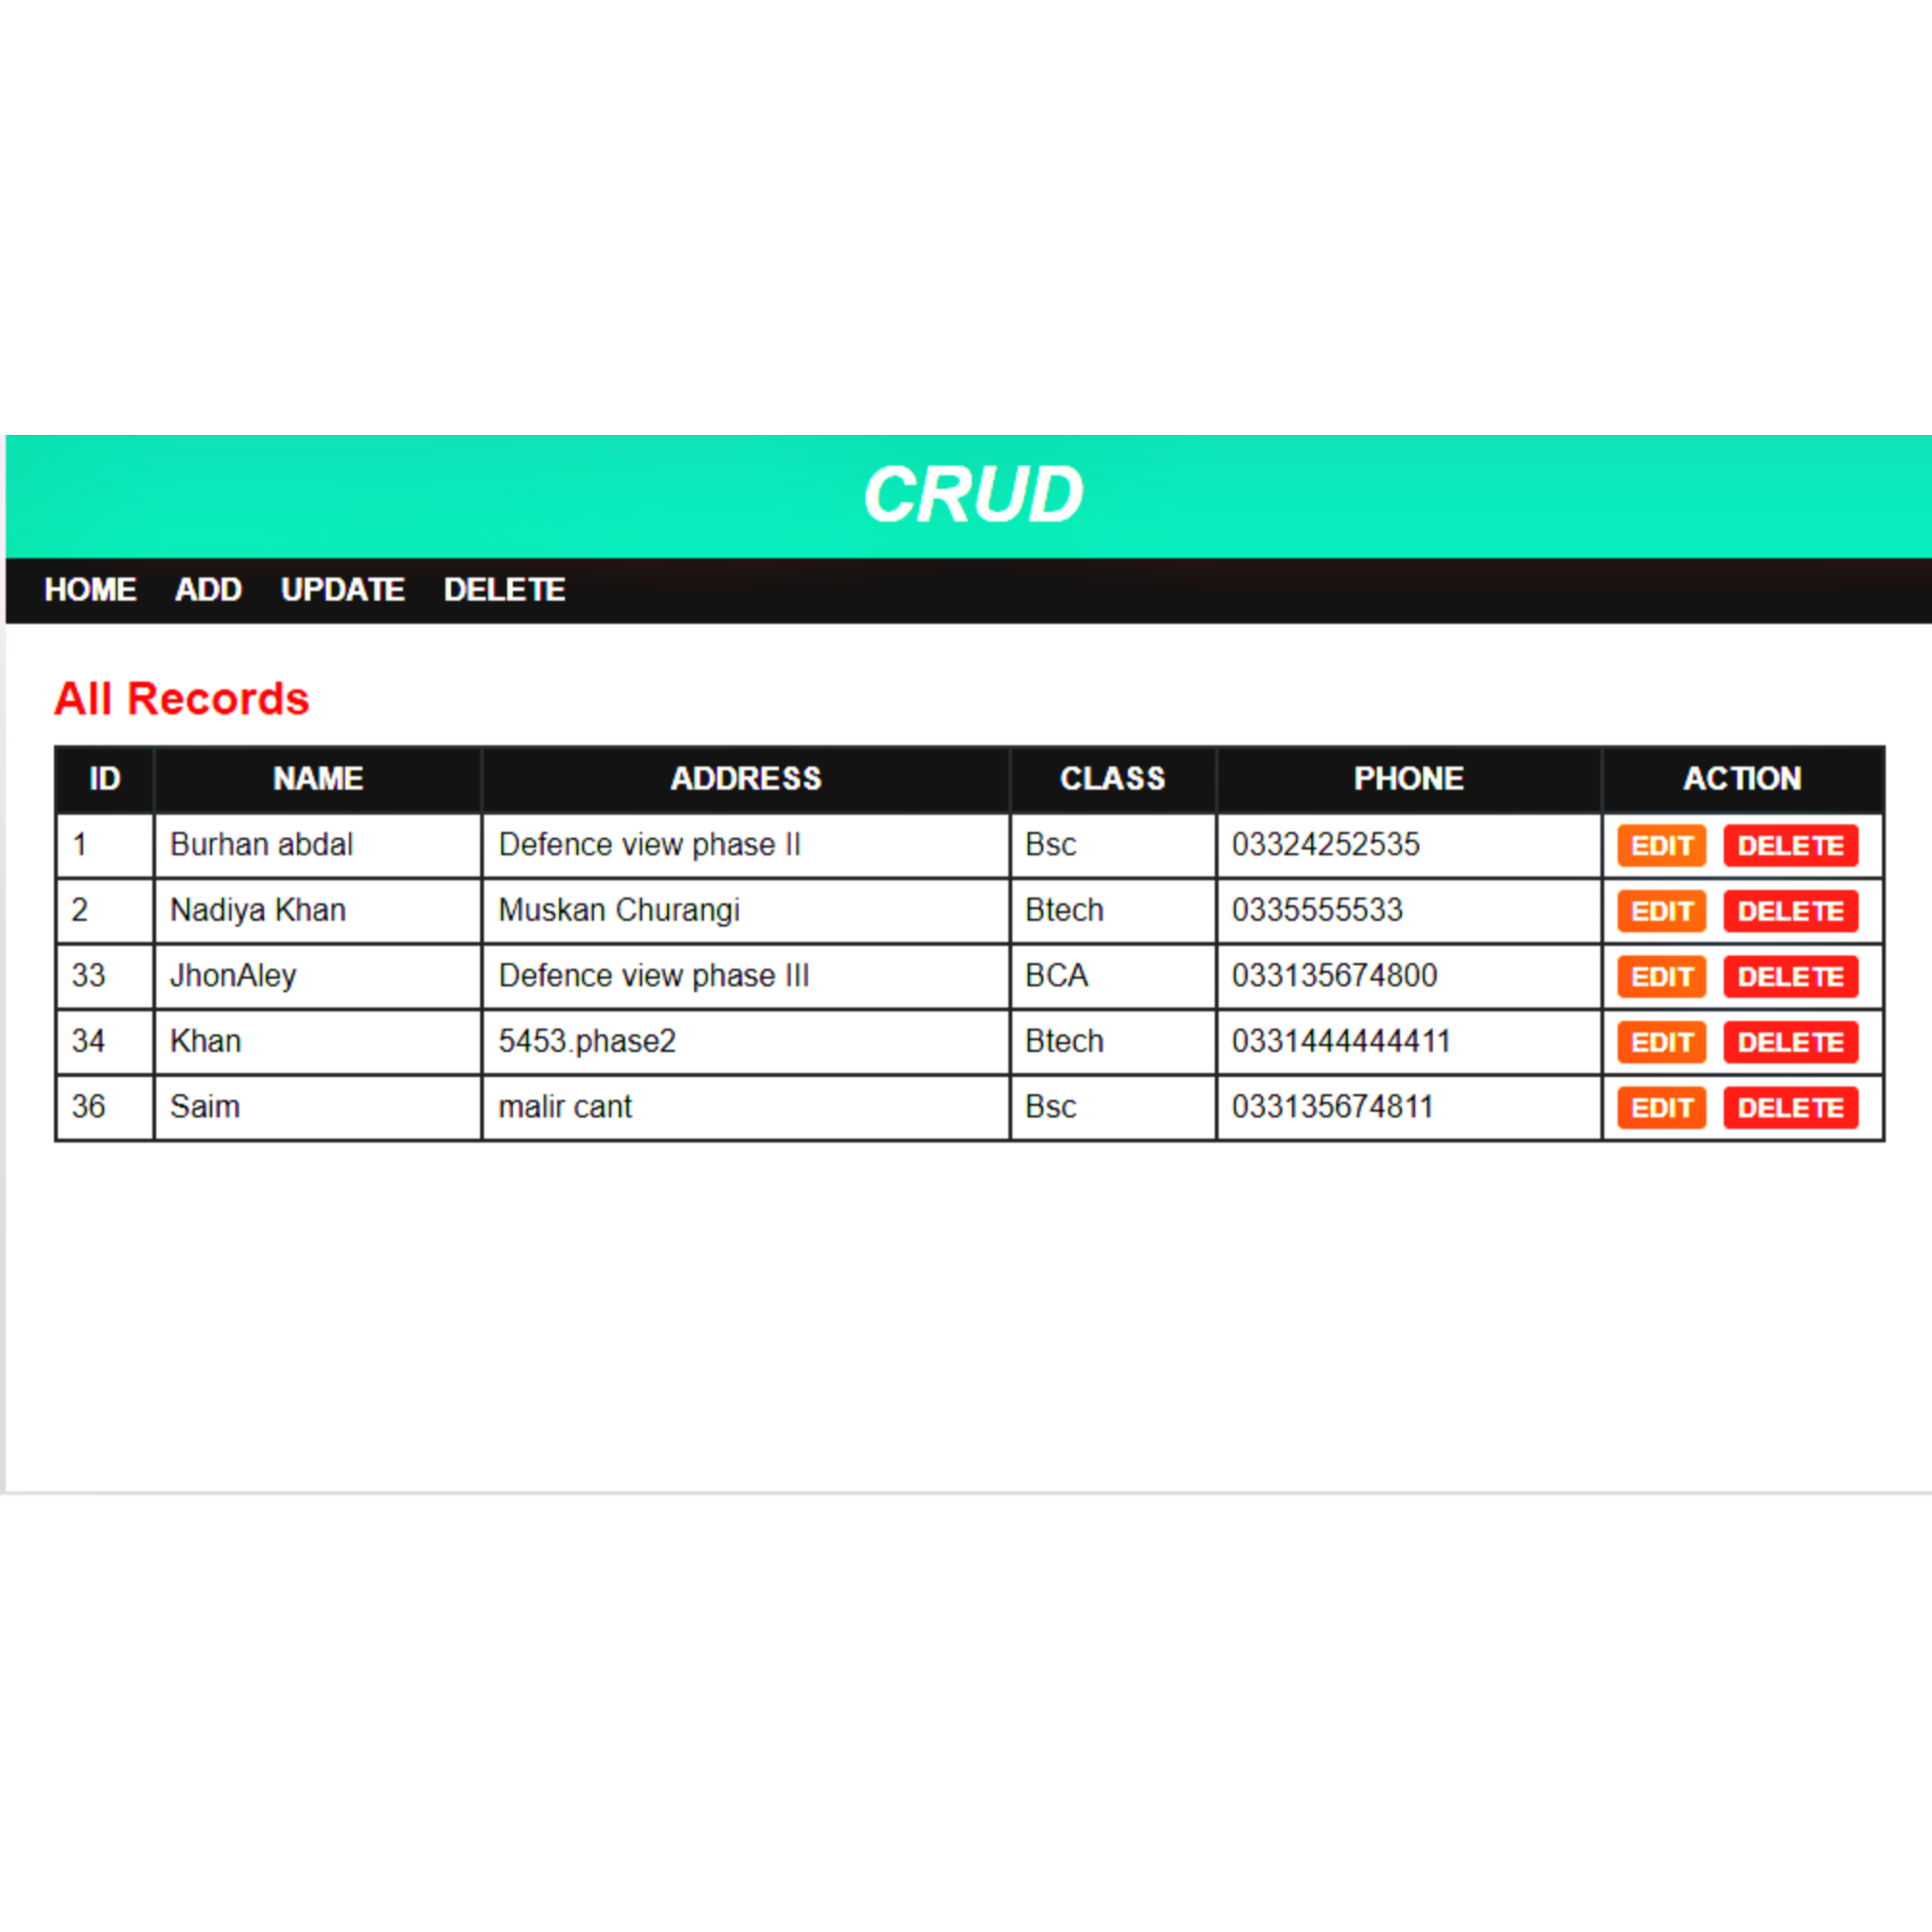 CRUD
HOME ADD UPDATE DELETE
All Records
ID NAME ADDRESS CLASS PHONE ACTION
1 Burhan abdal Defence view phase II Bsc 03324252535 EDIT DELETE
2 Nadiya Khan Muskan Churangi Btech 0335555533 EDIT DELETE
33 JhonAley Defence view phase III BCA 033135674800 EDIT DELETE
34 Khan 5453.phase2 Btech 0331444444411 EDIT DELETE
36 Saim malir cant Bsc 033135674811 EDIT DELETE